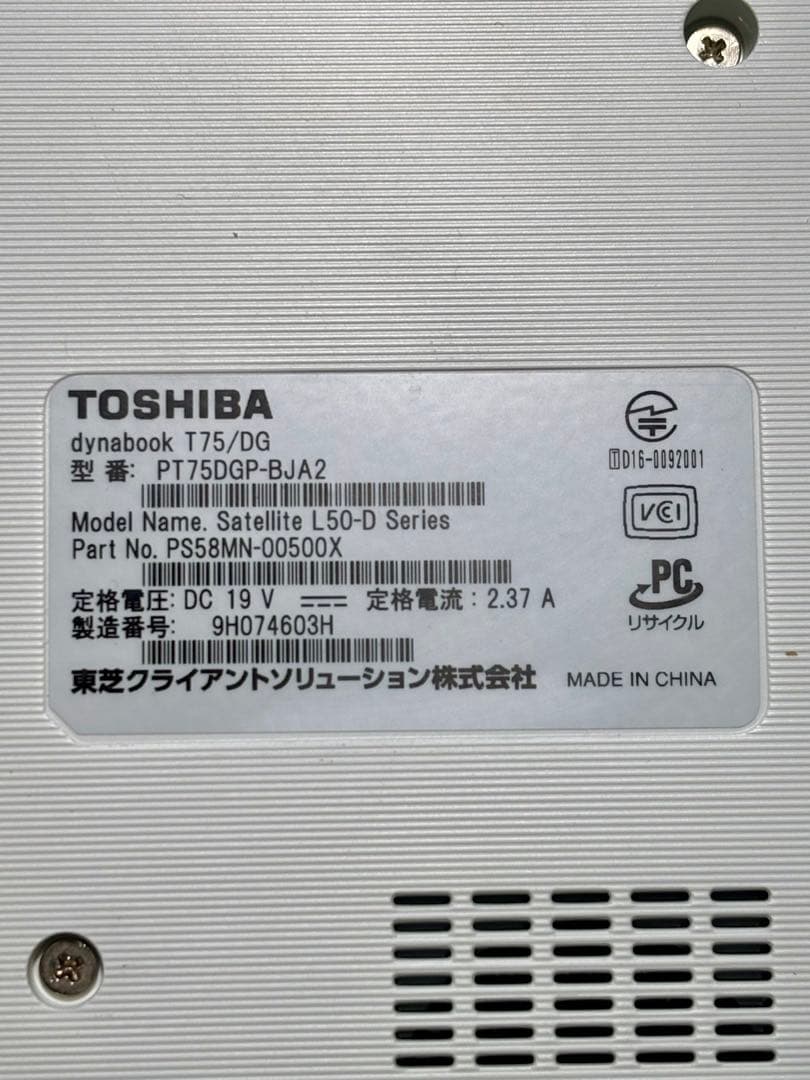 TOSHIBA
dynabook T75/DG
型 番: PT75DGP-BJA2
Model Name. Satellite L50-D Series
Part No. PS58MN-00500X
定格電圧: DC 19 V ⎓ 定格電流: 2.37 A
製造番号: 9H074603H
東芝クライアントソリューション株式会社 MADE IN CHINA
T D16-0092001
VCI
PC
リサイクル